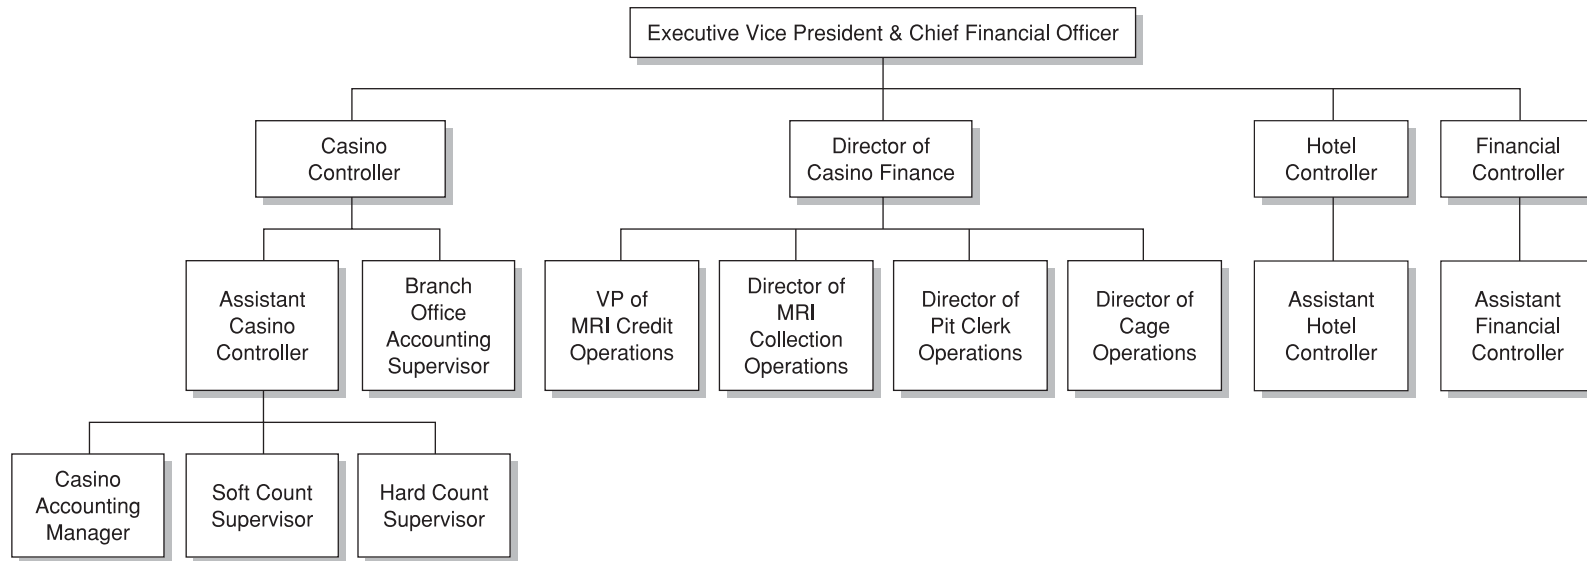 Executive Vice President & Chief Financial Officer
Casino
Controller
Director of
Casino Finance
Hotel
Controller
Financial
Controller
Assistant
Casino
Controller
Branch
Office
Accounting
Supervisor
VP of
MRI Credit
Operations
Director of
MRI
Collection
Operations
Director of
Pit Clerk
Operations
Director of
Cage
Operations
Assistant
Hotel
Controller
Assistant
Financial
Controller
Casino
Accounting
Manager
Soft Count
Supervisor
Hard Count
Supervisor